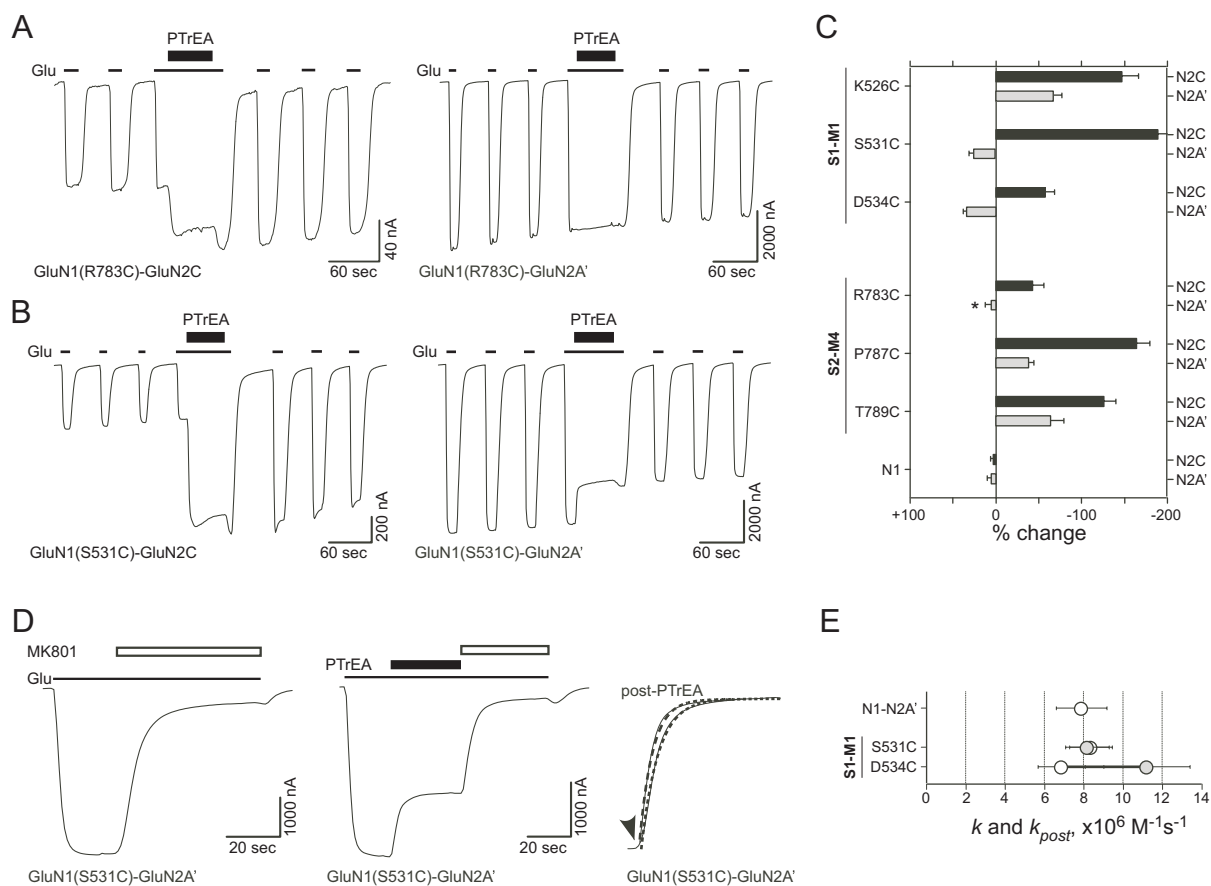 A
PTrEA
Glu
40 nA
60 sec
GluN1(R783C)-GluN2C
PTrEA
2000 nA
60 sec
GluN1(R783C)-GluN2A'
B
PTrEA
Glu
200 nA
60 sec
GluN1(S531C)-GluN2C
PTrEA
2000 nA
60 sec
GluN1(S531C)-GluN2A'
C
S1-M1
K526C
N2C
N2A'
S531C
N2C
N2A'
D534C
N2C
N2A'
S2-M4
R783C
*
N2C
N2A'
P787C
N2C
N2A'
T789C
N2C
N2A'
N1
N2C
N2A'
+100 0 -100 -200
% change
D
MK801
Glu
1000 nA
20 sec
GluN1(S531C)-GluN2A'
PTrEA
1000 nA
20 sec
GluN1(S531C)-GluN2A'
post-PTrEA
GluN1(S531C)-GluN2A'
E
N1-N2A'
S1-M1
S531C
D534C
0 2 4 6 8 10 12 14
k and kpost, x10⁶ M⁻¹s⁻¹